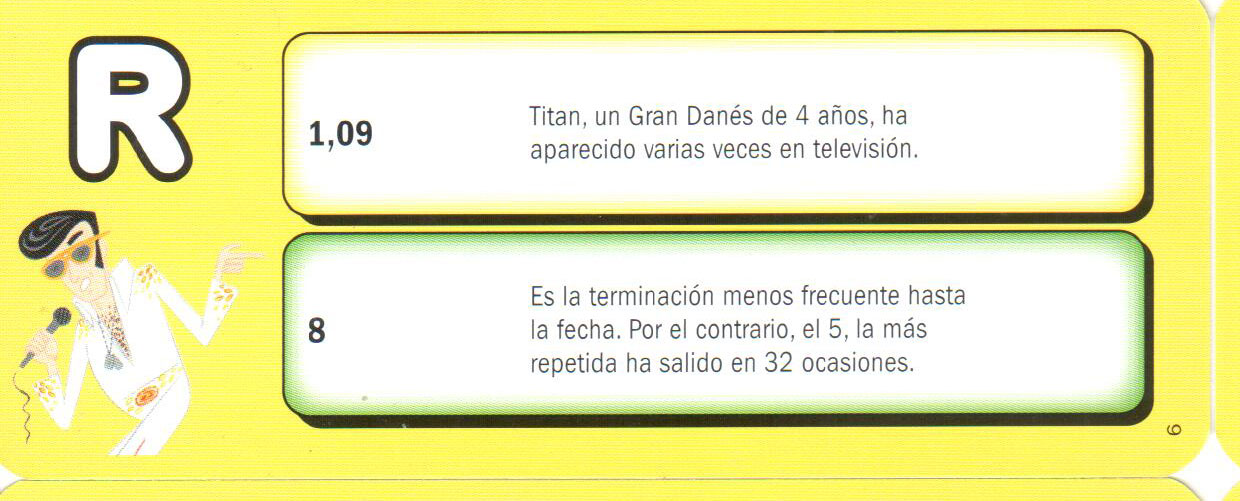 R
1,09
Titan, un Gran Danés de 4 años, ha
aparecido varias veces en televisión.
8
Es la terminación menos frecuente hasta
la fecha. Por el contrario, el 5, la más
repetida ha salido en 32 ocasiones.
6